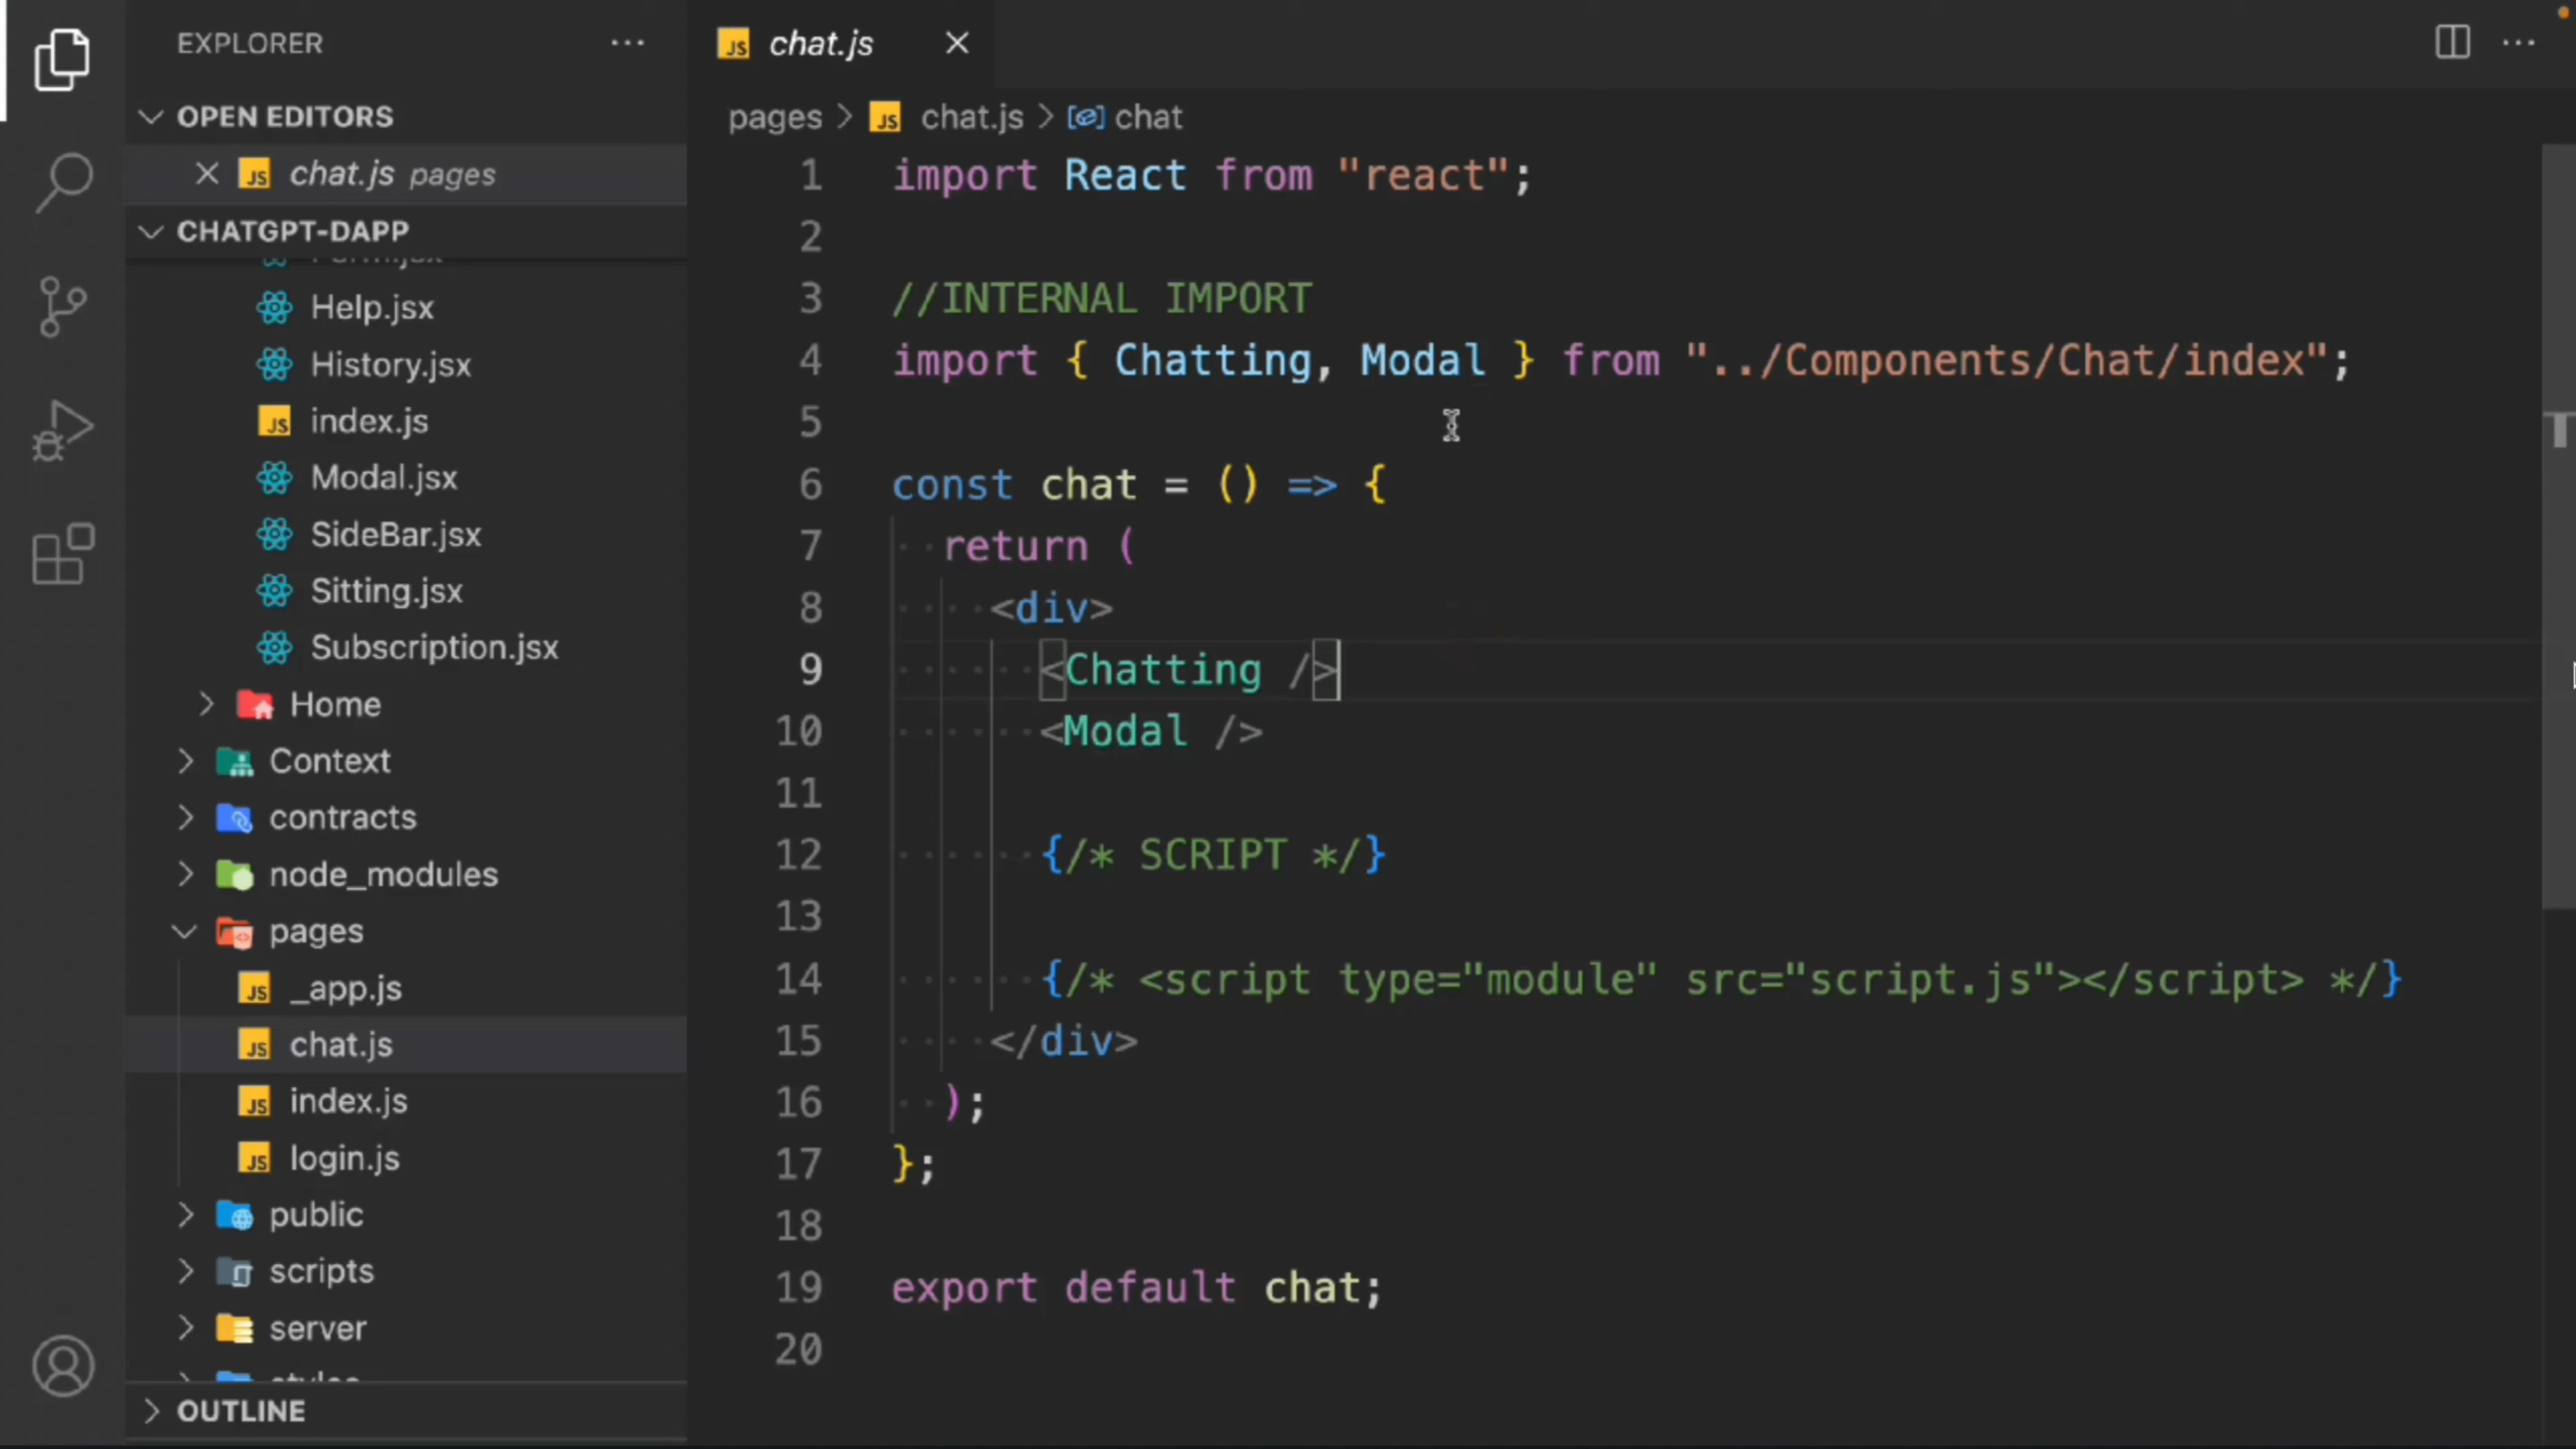 EXPLORER
OPEN EDITORS
chat.js pages
CHATGPT-DAPP
Help.jsx
History.jsx
index.js
Modal.jsx
SideBar.jsx
Sitting.jsx
Subscription.jsx
Home
Context
contracts
node_modules
pages
_app.js
chat.js
index.js
login.js
public
scripts
server
OUTLINE
chat.js
pages > JS chat.js > chat
1 import React from "react";
2
3 //INTERNAL IMPORT
4 import { Chatting, Modal } from "../Components/Chat/index";
5
6 const chat = () => {
7 return (
8 <div>
9 <Chatting />
10 <Modal />
11
12 {/* SCRIPT */}
13
14 {/* <script type="module" src="script.js"></script> */}
15 </div>
16 );
17 };
18
19 export default chat;
20